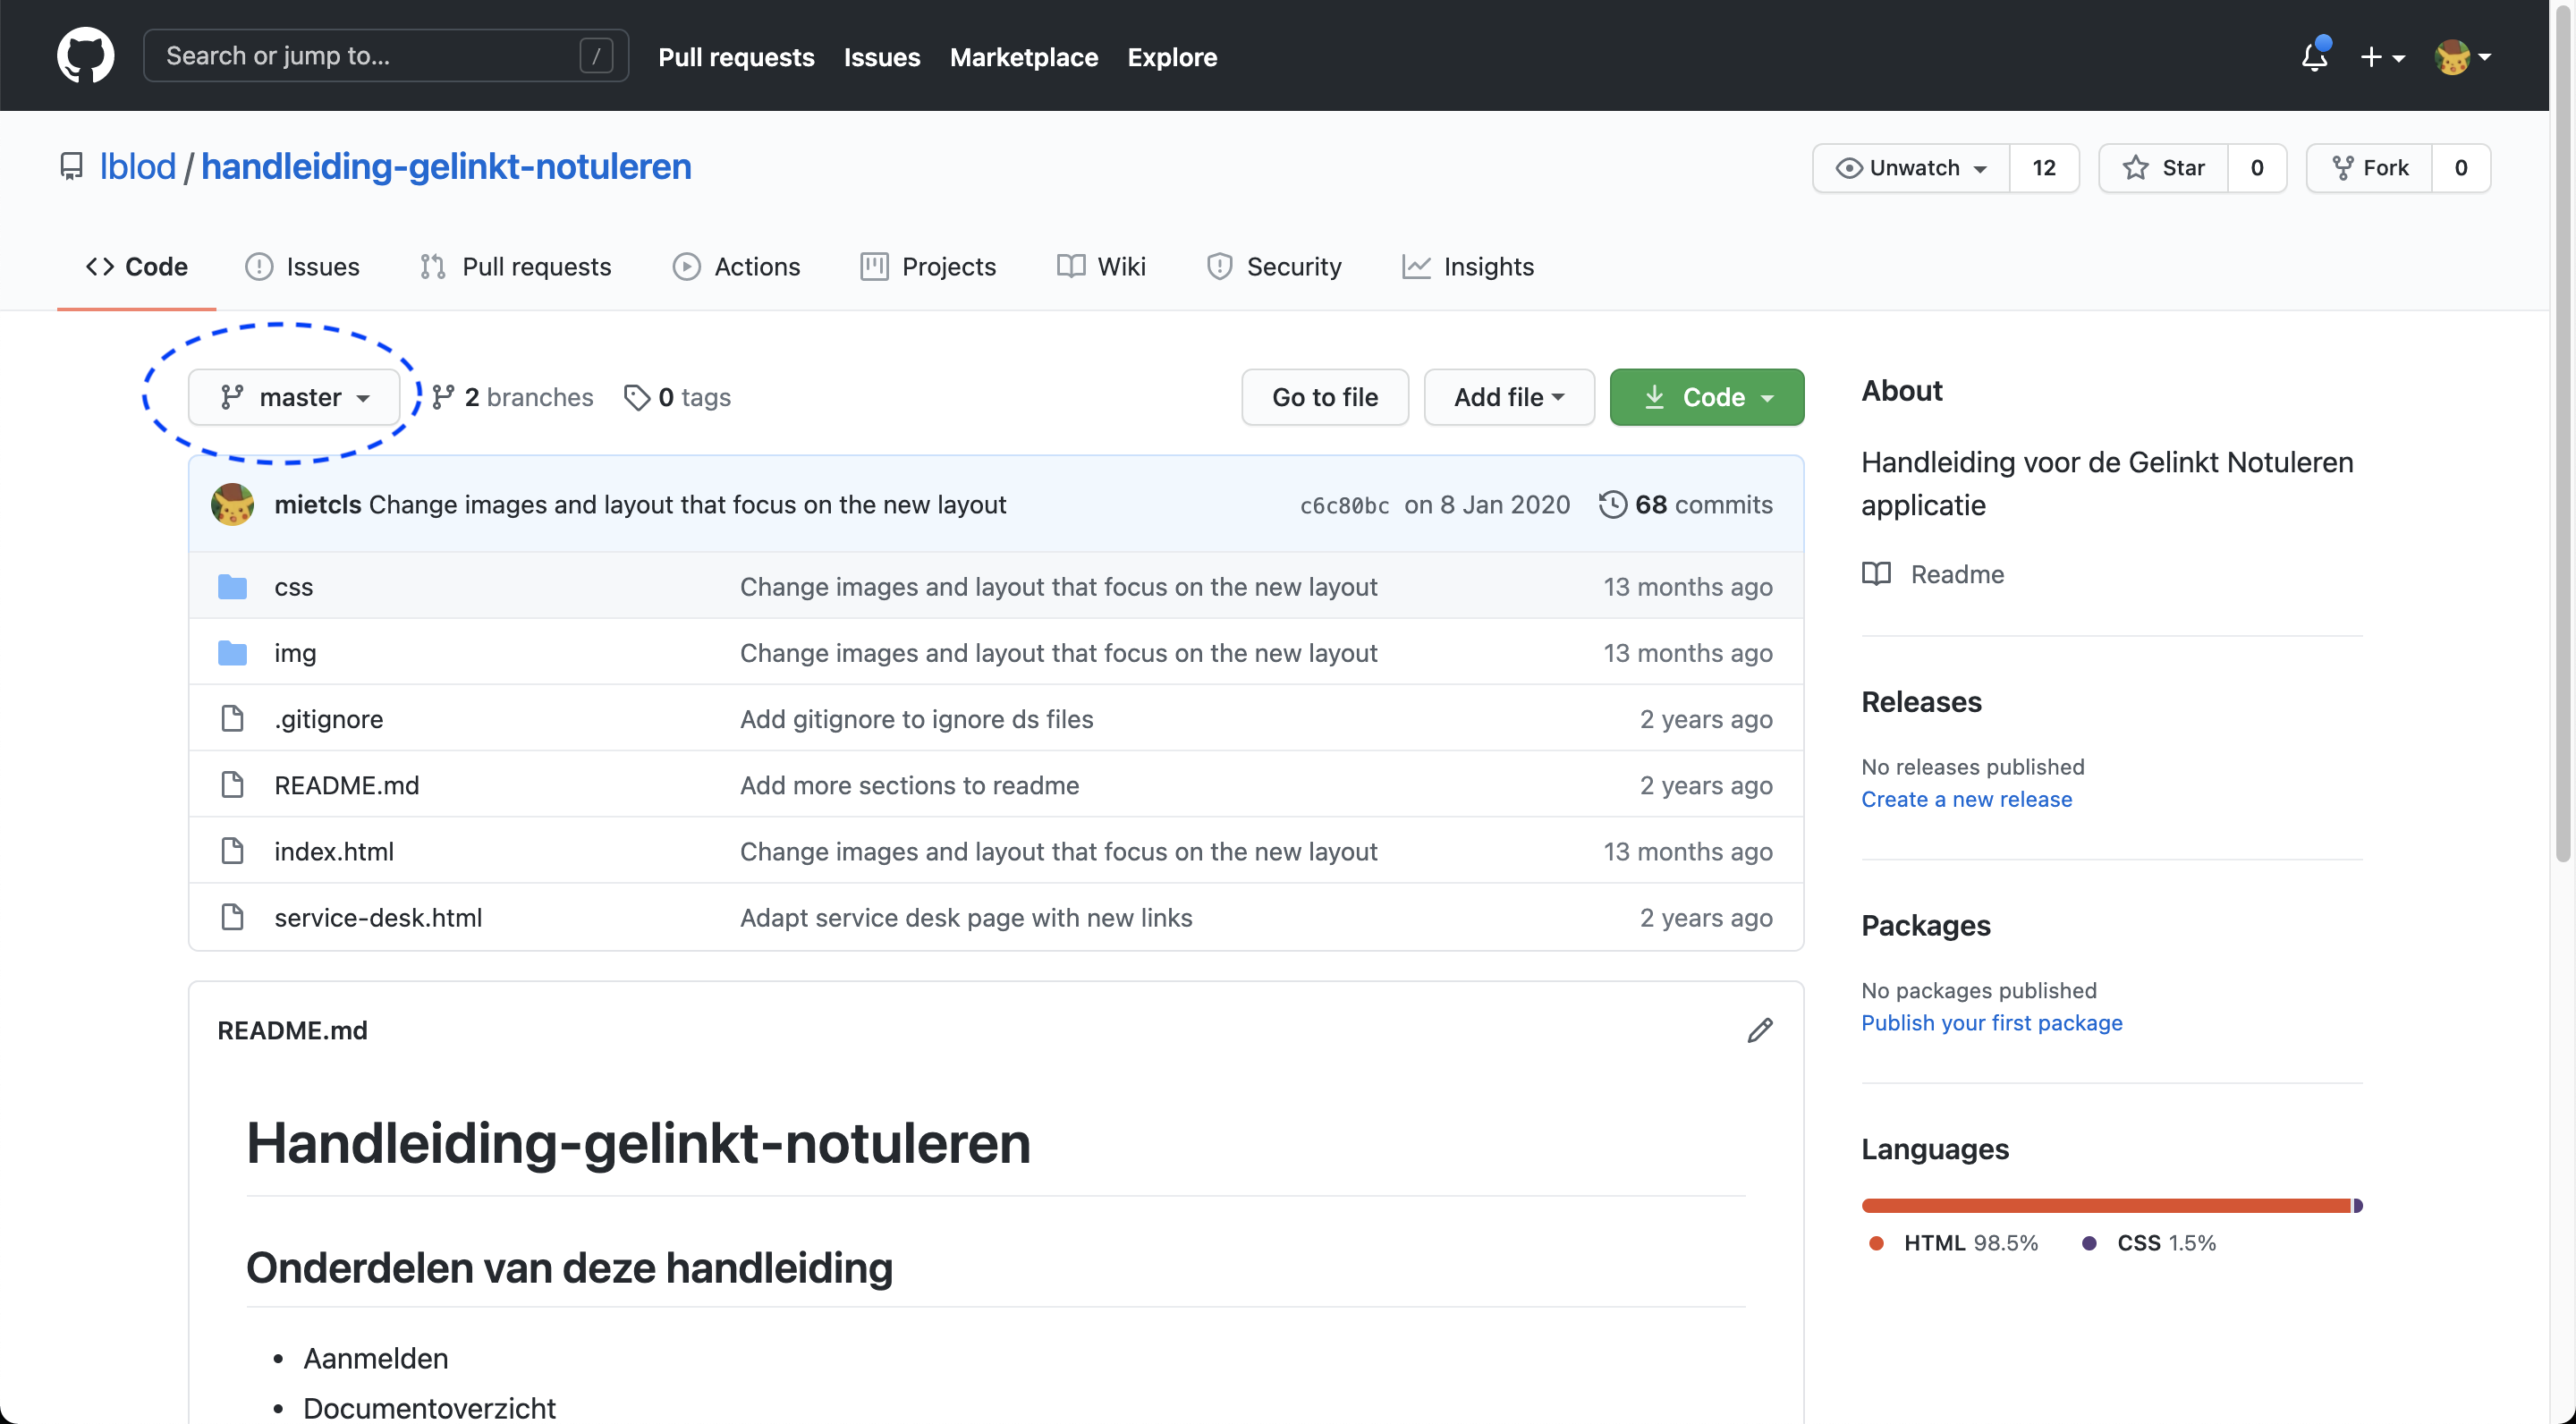 Search or jump to... /
Pull requests Issues Marketplace Explore
lblod / handleiding-gelinkt-notuleren
Unwatch 12 Star 0 Fork 0
Code Issues Pull requests Actions Projects Wiki Security Insights
master 2 branches 0 tags
Go to file Add file Code
mietcls Change images and layout that focus on the new layout c6c80bc on 8 Jan 2020 68 commits
css Change images and layout that focus on the new layout 13 months ago
img Change images and layout that focus on the new layout 13 months ago
.gitignore Add gitignore to ignore ds files 2 years ago
README.md Add more sections to readme 2 years ago
index.html Change images and layout that focus on the new layout 13 months ago
service-desk.html Adapt service desk page with new links 2 years ago
README.md
Handleiding-gelinkt-notuleren
Onderdelen van deze handleiding
• Aanmelden
• Documentoverzicht
About
Handleiding voor de Gelinkt Notuleren
applicatie
Readme
Releases
No releases published
Create a new release
Packages
No packages published
Publish your first package
Languages
HTML 98.5% CSS 1.5%